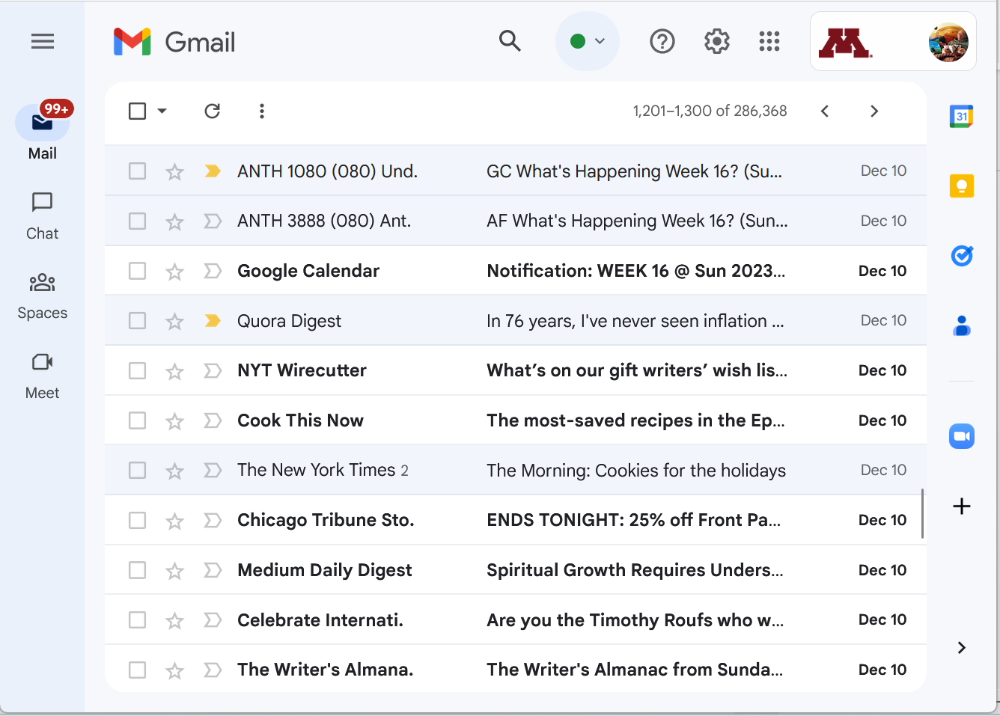 Gmail
99+
Mail
Chat
Spaces
Meet
1,201–1,300 of 286,368
31
ANTH 1080 (080) Und. GC What's Happening Week 16? (Su... Dec 10
ANTH 3888 (080) Ant. AF What's Happening Week 16? (Sun... Dec 10
Google Calendar Notification: WEEK 16 @ Sun 2023... Dec 10
Quora Digest In 76 years, I've never seen inflation ... Dec 10
NYT Wirecutter What’s on our gift writers’ wish lis... Dec 10
Cook This Now The most-saved recipes in the Ep... Dec 10
The New York Times 2 The Morning: Cookies for the holidays Dec 10
Chicago Tribune Sto. ENDS TONIGHT: 25% off Front Pa... Dec 10
Medium Daily Digest Spiritual Growth Requires Unders... Dec 10
Celebrate Internati. Are you the Timothy Roufs who w... Dec 10
The Writer's Almana. The Writer's Almanac from Sunda... Dec 10